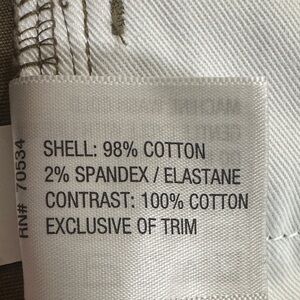 SHELL: 98% COTTON
2% SPANDEX / ELASTANE
CONTRAST: 100% COTTON
EXCLUSIVE OF TRIM
RN# 70534